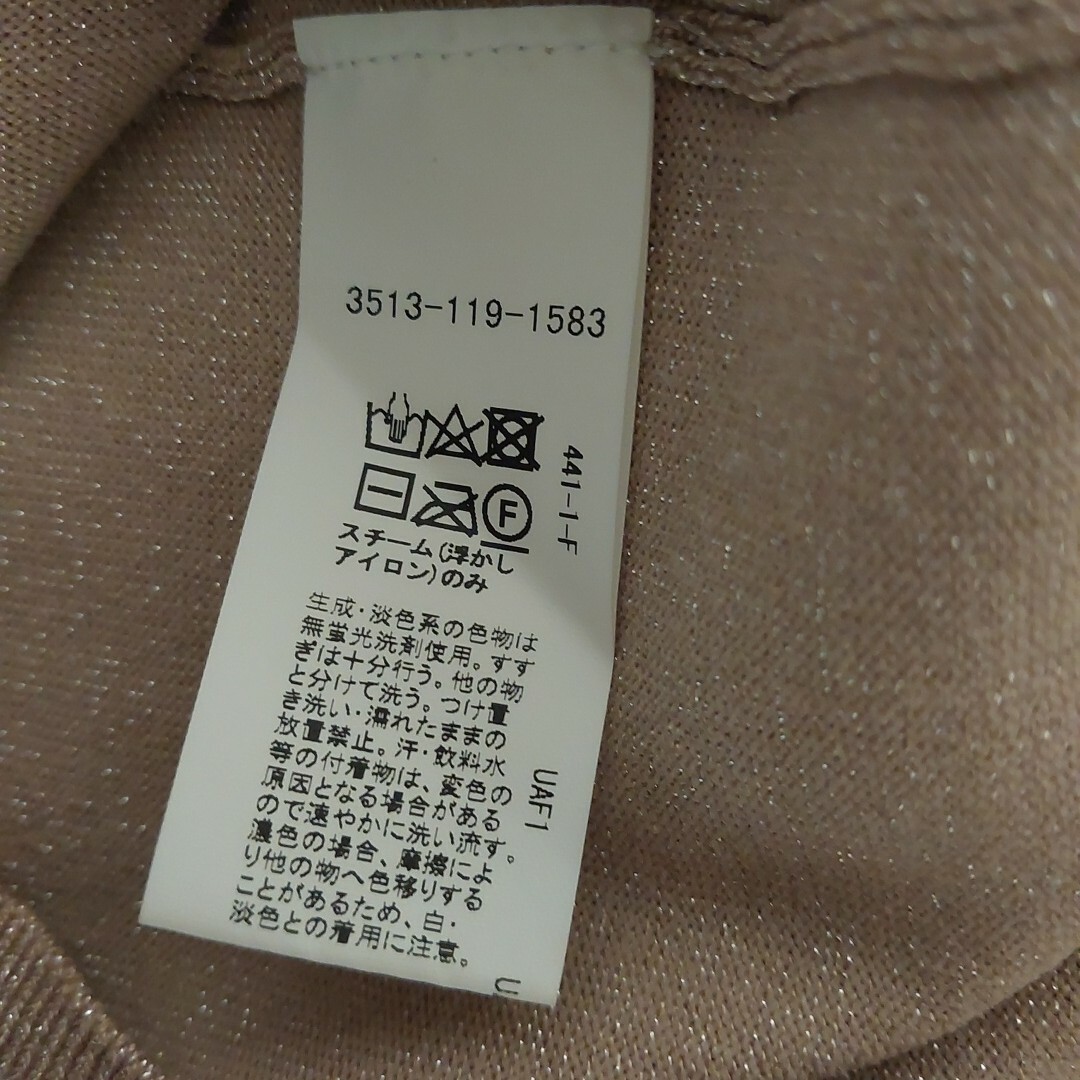 3513-119-1583
441-1-F
F
スチーム(浮かし
アイロン)のみ
生成・淡色系の色物は
無蛍光洗剤使用。すす
ぎは十分行う。他の物
と分けて洗う。つけ置
き洗い・濡れたままの
放置禁止。汗・飲料水
等の付着物は、変色の
原因となる場合がある
ので速やかに洗い流す。
濃色の場合、摩擦によ
り他の物へ色移りする
ことがあるため、白・
淡色との着用に注意。
UAF1